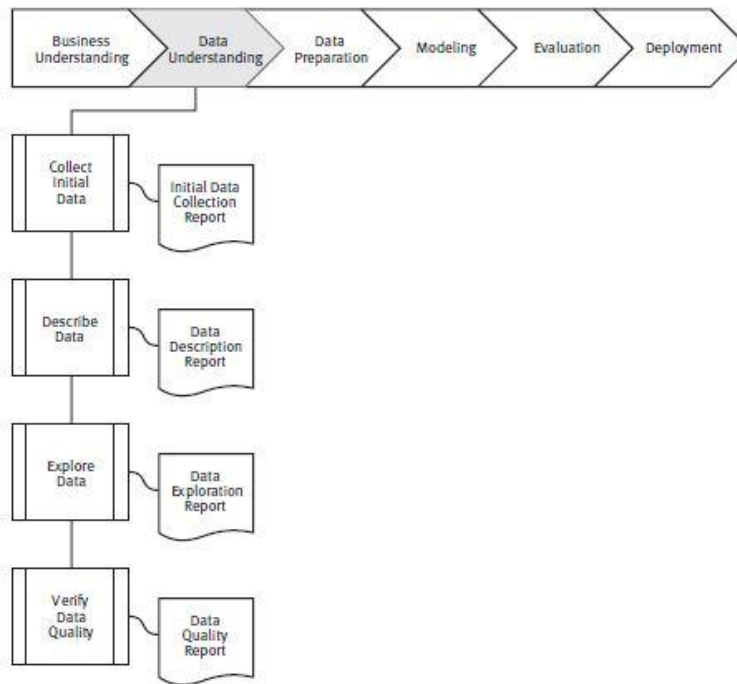 Business
Understanding
Data
Understanding
Data
Preparation
Modeling
Evaluation
Deployment
Collect
Initial
Data
Initial Data
Collection
Report
Describe
Data
Data
Description
Report
Explore
Data
Data
Exploration
Report
Verify
Data
Quality
Data
Quality
Report